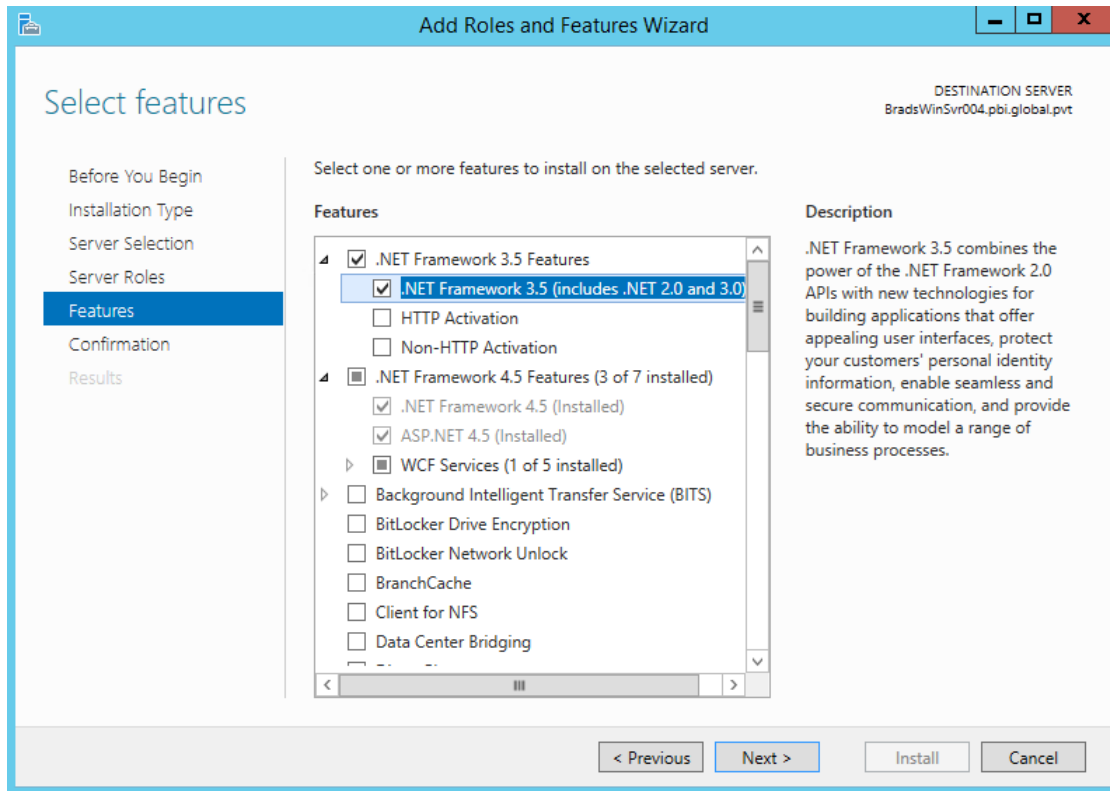 Add Roles and Features Wizard
Select features
DESTINATION SERVER
BradsWinSvr004.pbi.global.pvt
Before You Begin
Installation Type
Server Selection
Server Roles
Features
Confirmation
Results
Select one or more features to install on the selected server.
Features
.NET Framework 3.5 Features
.NET Framework 3.5 (includes .NET 2.0 and 3.0)
HTTP Activation
Non-HTTP Activation
.NET Framework 4.5 Features (3 of 7 installed)
.NET Framework 4.5 (Installed)
ASP.NET 4.5 (Installed)
WCF Services (1 of 5 installed)
Background Intelligent Transfer Service (BITS)
BitLocker Drive Encryption
BitLocker Network Unlock
BranchCache
Client for NFS
Data Center Bridging
Description
.NET Framework 3.5 combines the
power of the .NET Framework 2.0
APIs with new technologies for
building applications that offer
appealing user interfaces, protect
your customers' personal identity
information, enable seamless and
secure communication, and provide
the ability to model a range of
business processes.
< Previous
Next >
Install
Cancel